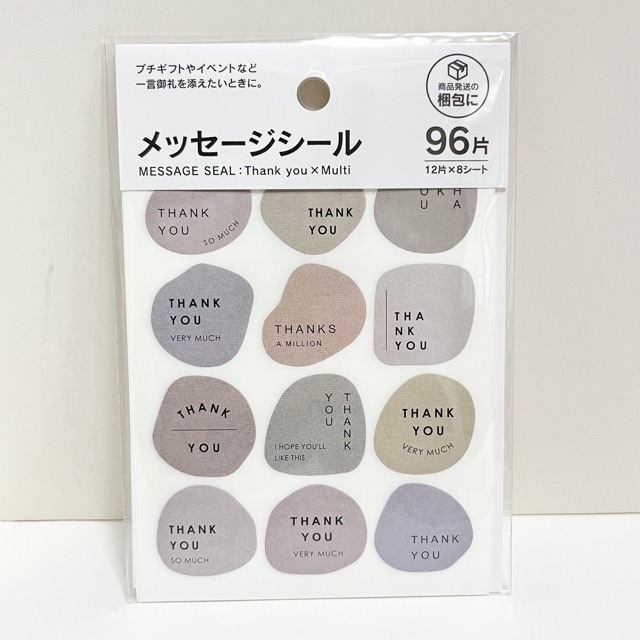 プチギフトやイベントなど
一言御礼を添えたいときに。
商品発送の
梱包に
メッセージシール
96片
MESSAGE SEAL:Thank you×Multi
12片×8シート
THANK
YOU
SO MUCH
THANK
YOU
THANK
YOU
VERY MUCH
THANKS
A MILLION
THA
NK
YOU
THANK
YOU
THANK
YOU
I HOPE YOU'LL
LIKE THIS
THANK
YOU
VERY MUCH
THANK
YOU
SO MUCH
THANK
YOU
VERY MUCH
THANK
YOU